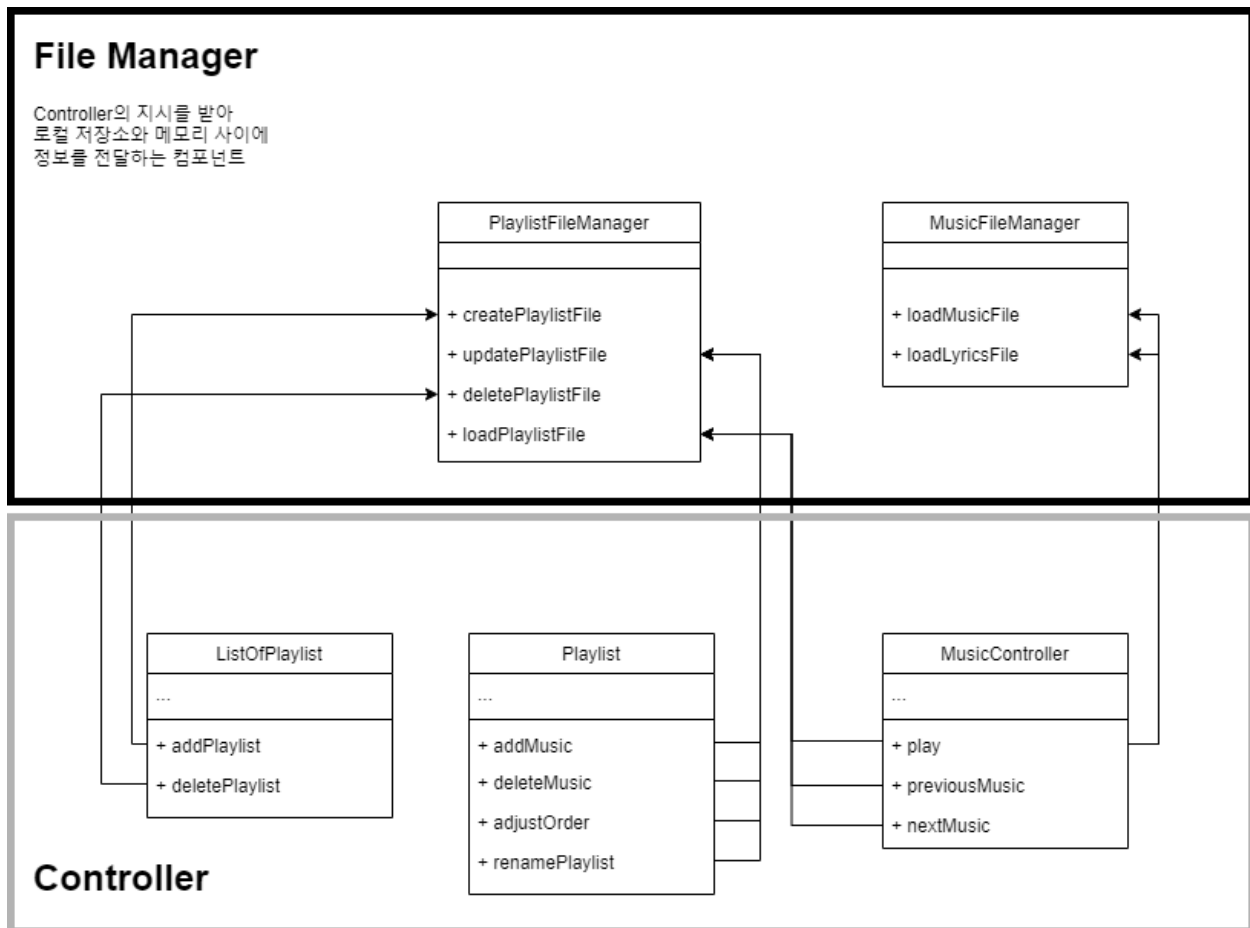 File Manager
Controller의 지시를 받아
로컬 저장소와 메모리 사이에
정보를 전달하는 컴포넌트
PlaylistFileManager
+ createPlaylistFile
+ updatePlaylistFile
+ deletePlaylistFile
+ loadPlaylistFile
MusicFileManager
+ loadMusicFile
+ loadLyricsFile
ListOfPlaylist
...
+ addPlaylist
+ deletePlaylist
Playlist
...
+ addMusic
+ deleteMusic
+ adjustOrder
+ renamePlaylist
MusicController
...
+ play
+ previousMusic
+ nextMusic
Controller